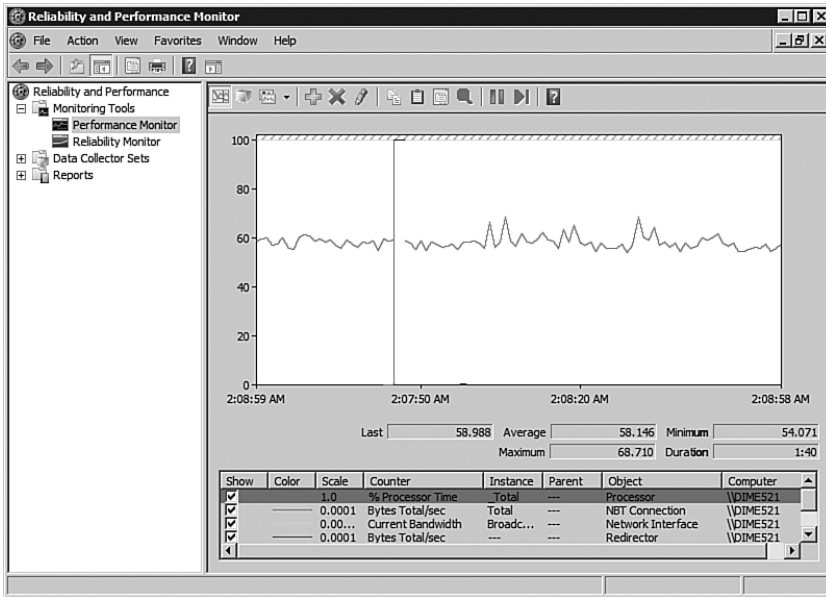 Reliability and Performance Monitor
File Action View Favorites Window Help
Reliability and Performance
Monitoring Tools
Performance Monitor
Reliability Monitor
Data Collector Sets
Reports
100
80
60
40
20
0
2:08:59 AM 2:07:50 AM 2:08:20 AM 2:08:58 AM
Last 58.988 Average 58.146 Minimum 54.071
Maximum 68.710 Duration 1:40
Show Color Scale Counter Instance Parent Object Computer
1.0 % Processor Time _Total --- Processor \\DIME521
0.0001 Bytes Total/sec Total --- NBT Connection \\DIME521
0.00... Current Bandwidth Broadc... --- Network Interface \\DIME521
0.0001 Bytes Total/sec --- --- Redirector \\DIME521